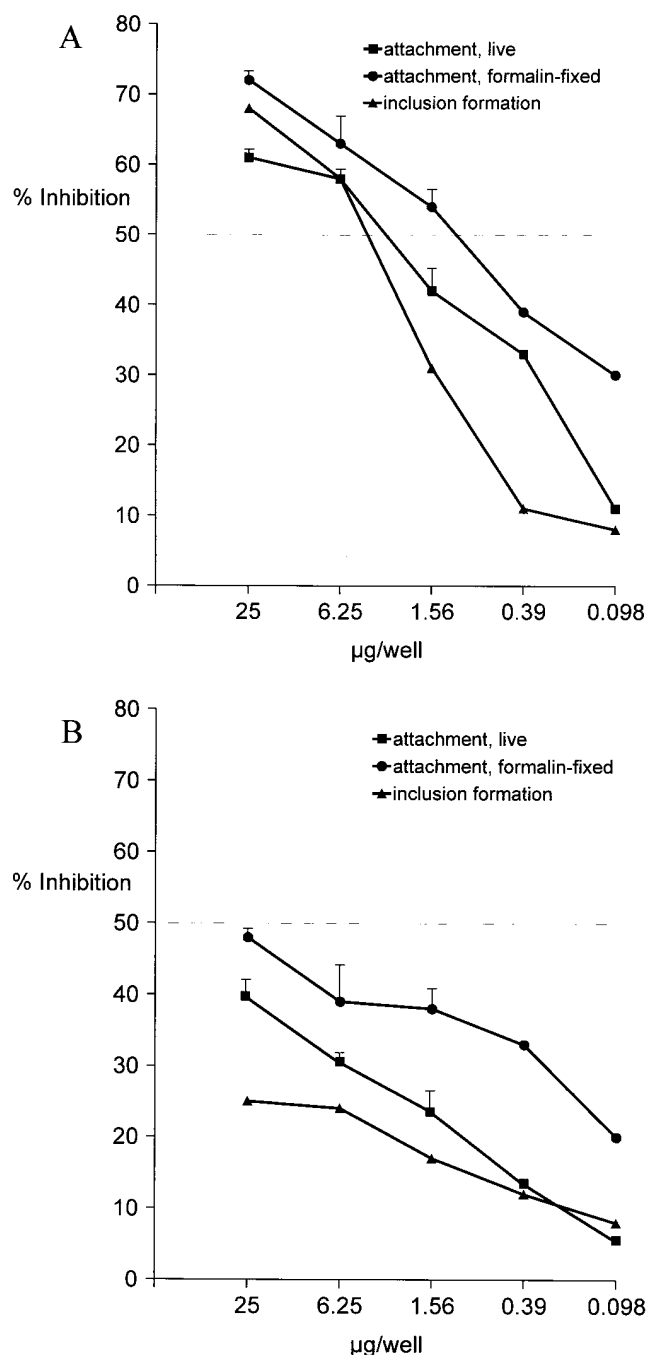 A
80
70
60
50
40
30
20
10
0
% Inhibition
attachment, live
attachment, formalin-fixed
inclusion formation
25 6.25 1.56 0.39 0.098
µg/well
B
80
70
60
50
40
30
20
10
0
% Inhibition
attachment, live
attachment, formalin-fixed
inclusion formation
25 6.25 1.56 0.39 0.098
µg/well